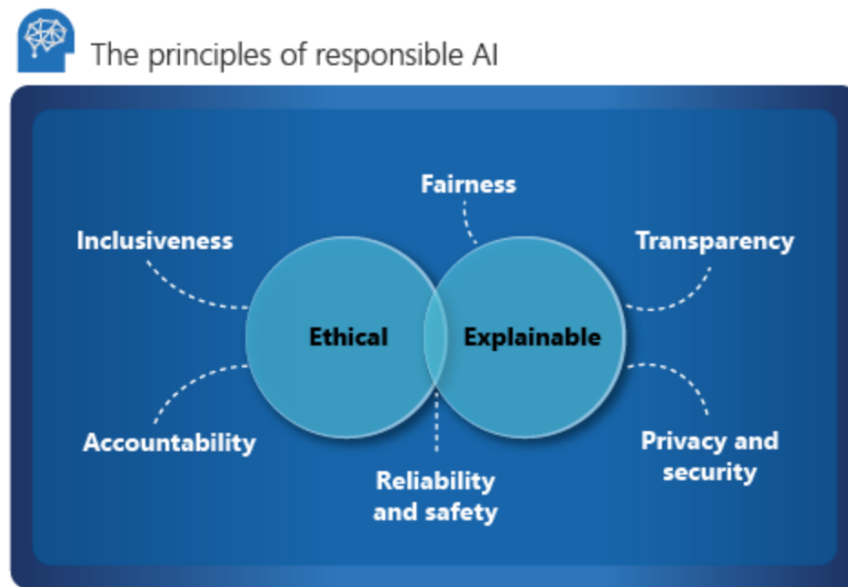 The principles of responsible AI
Fairness
Inclusiveness
Transparency
Ethical
Explainable
Accountability
Privacy and
security
Reliability
and safety